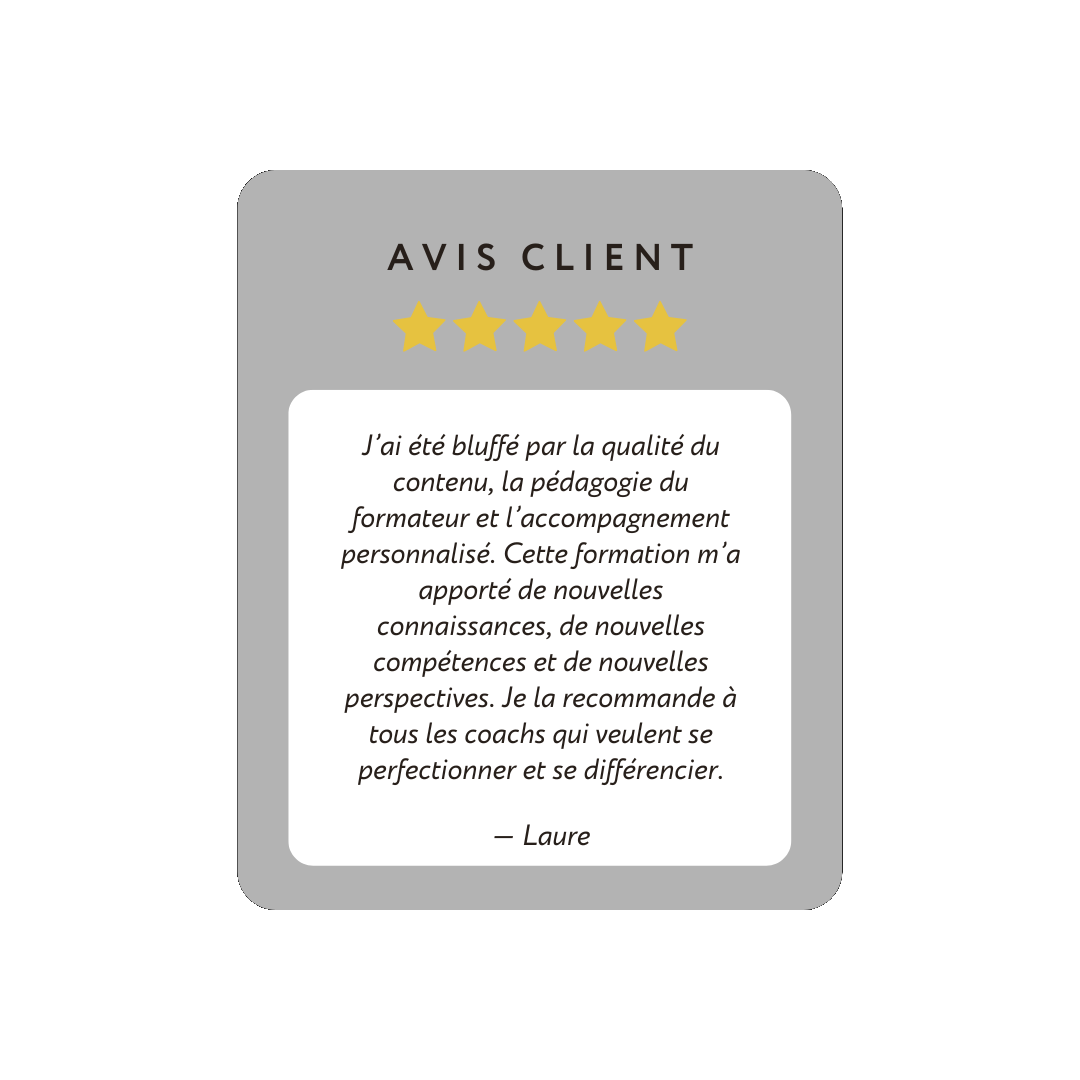 AVIS CLIENT
J’ai été bluffé par la qualité du
contenu, la pédagogie du
formateur et l’accompagnement
personnalisé. Cette formation m’a
apporté de nouvelles
connaissances, de nouvelles
compétences et de nouvelles
perspectives. Je la recommande à
tous les coachs qui veulent se
perfectionner et se différencier.
— Laure